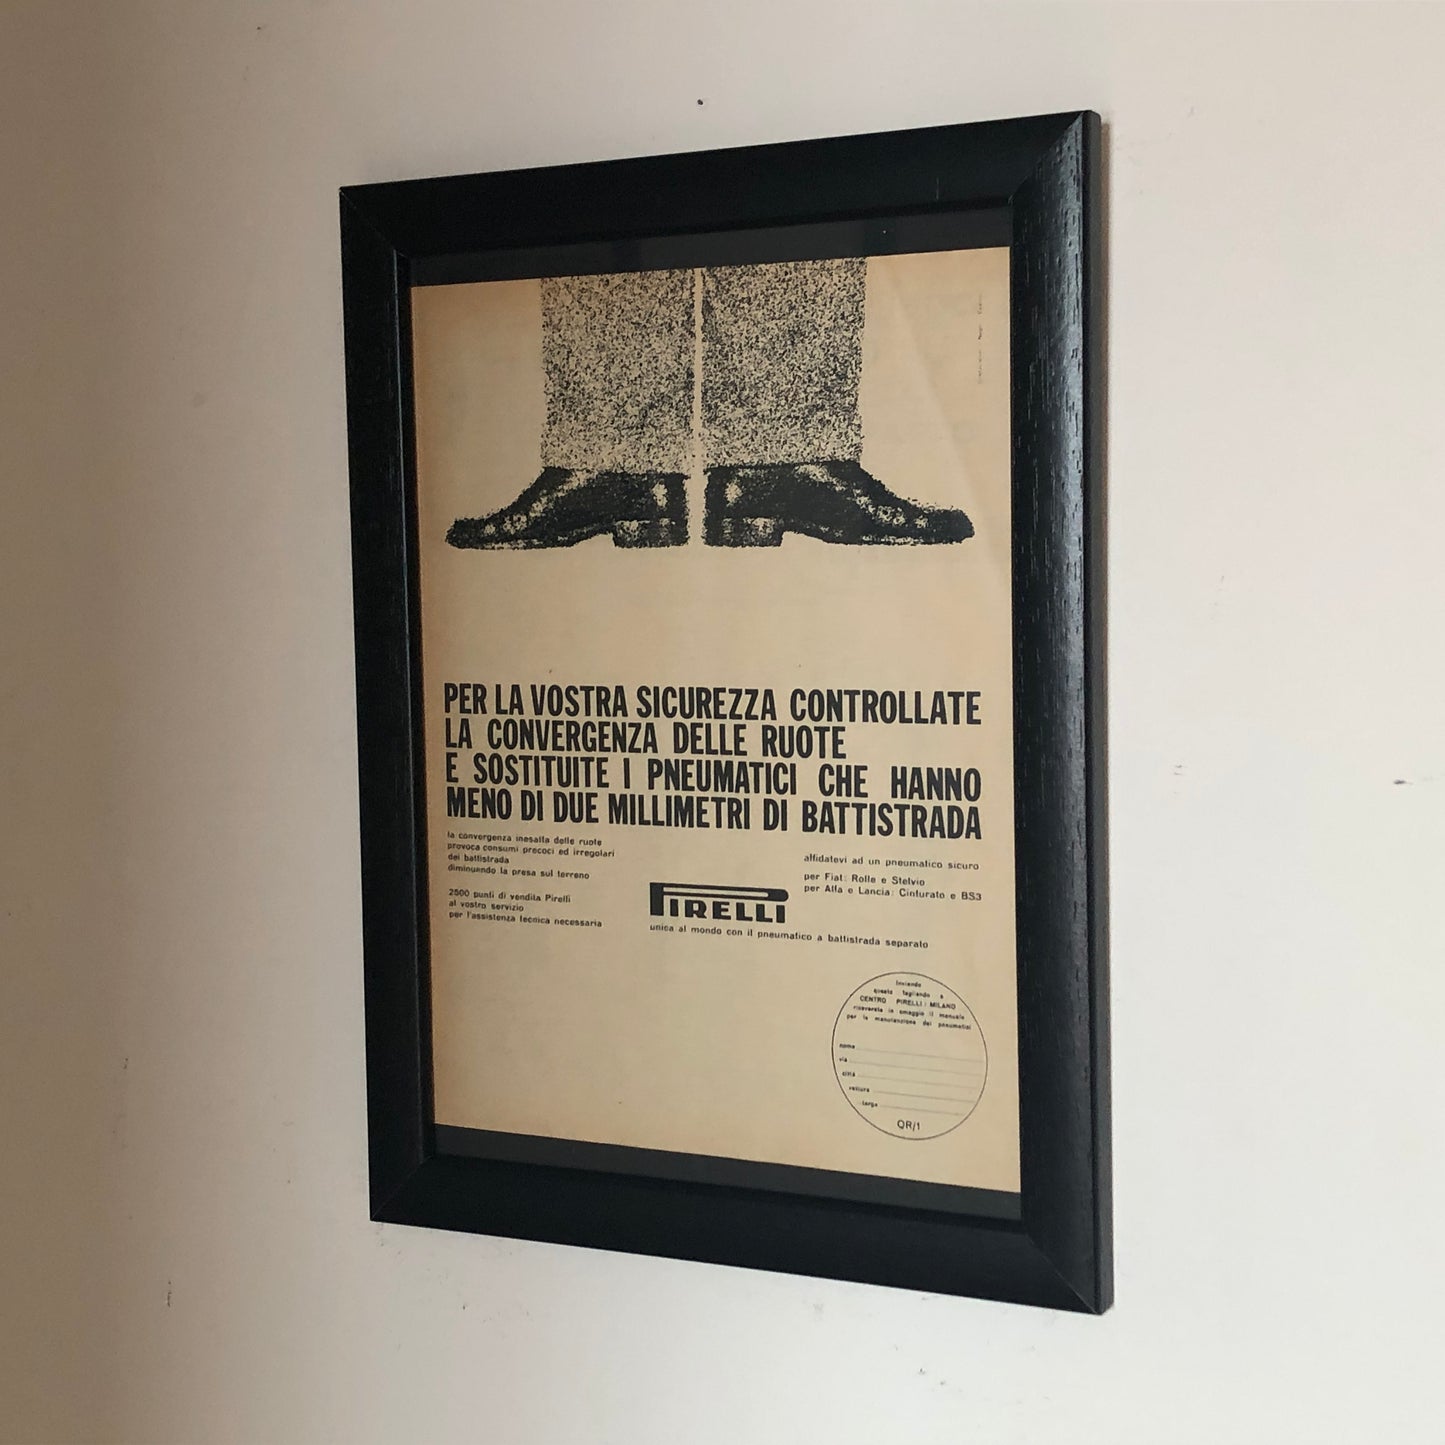 PER LA VOSTRA SICUREZZA CONTROLLATE
LA CONVERGENZA DELLE RUOTE
E SOSTITUITE I PNEUMATICI CHE HANNO
MENO DI DUE MILLIMETRI DI BATTISTRADA
la convergenza inesatta delle ruote
provoca consumi precoci ed irregolari
del battistrada
diminuendo la presa sul terreno
2500 punti di vendita Pirelli
al vostro servizio
per l'assistenza tecnica necessaria
affidatevi ad un pneumatico sicuro
per Fiat: Rolle e Stelvio
per Alfa e Lancia: Cinturato e BS3
PIRELLI
unica al mondo con il pneumatico a battistrada separato
Inviando
questo tagliando a
CENTRO PIRELLI / MILANO
riceverete in omaggio il manuale
per la manutenzione dei pneumatici
nome
via
città
vettura
targa
QR/1